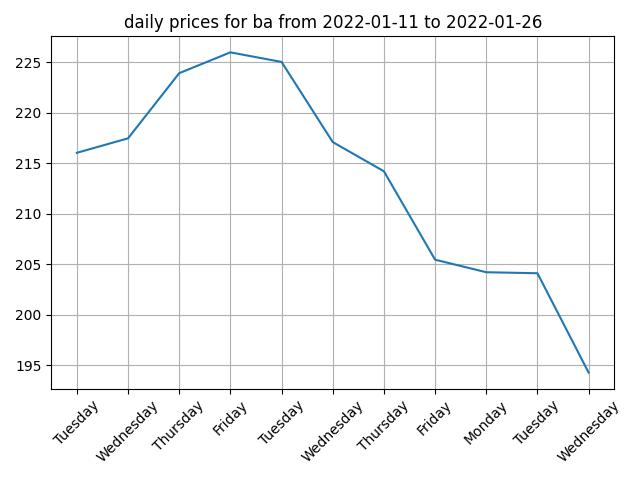 daily prices for ba from 2022-01-11 to 2022-01-26
225
220
215
210
205
200
195
Tuesday
Wednesday
Thursday
Friday
Tuesday
Wednesday
Thursday
Friday
Monday
Tuesday
Wednesday